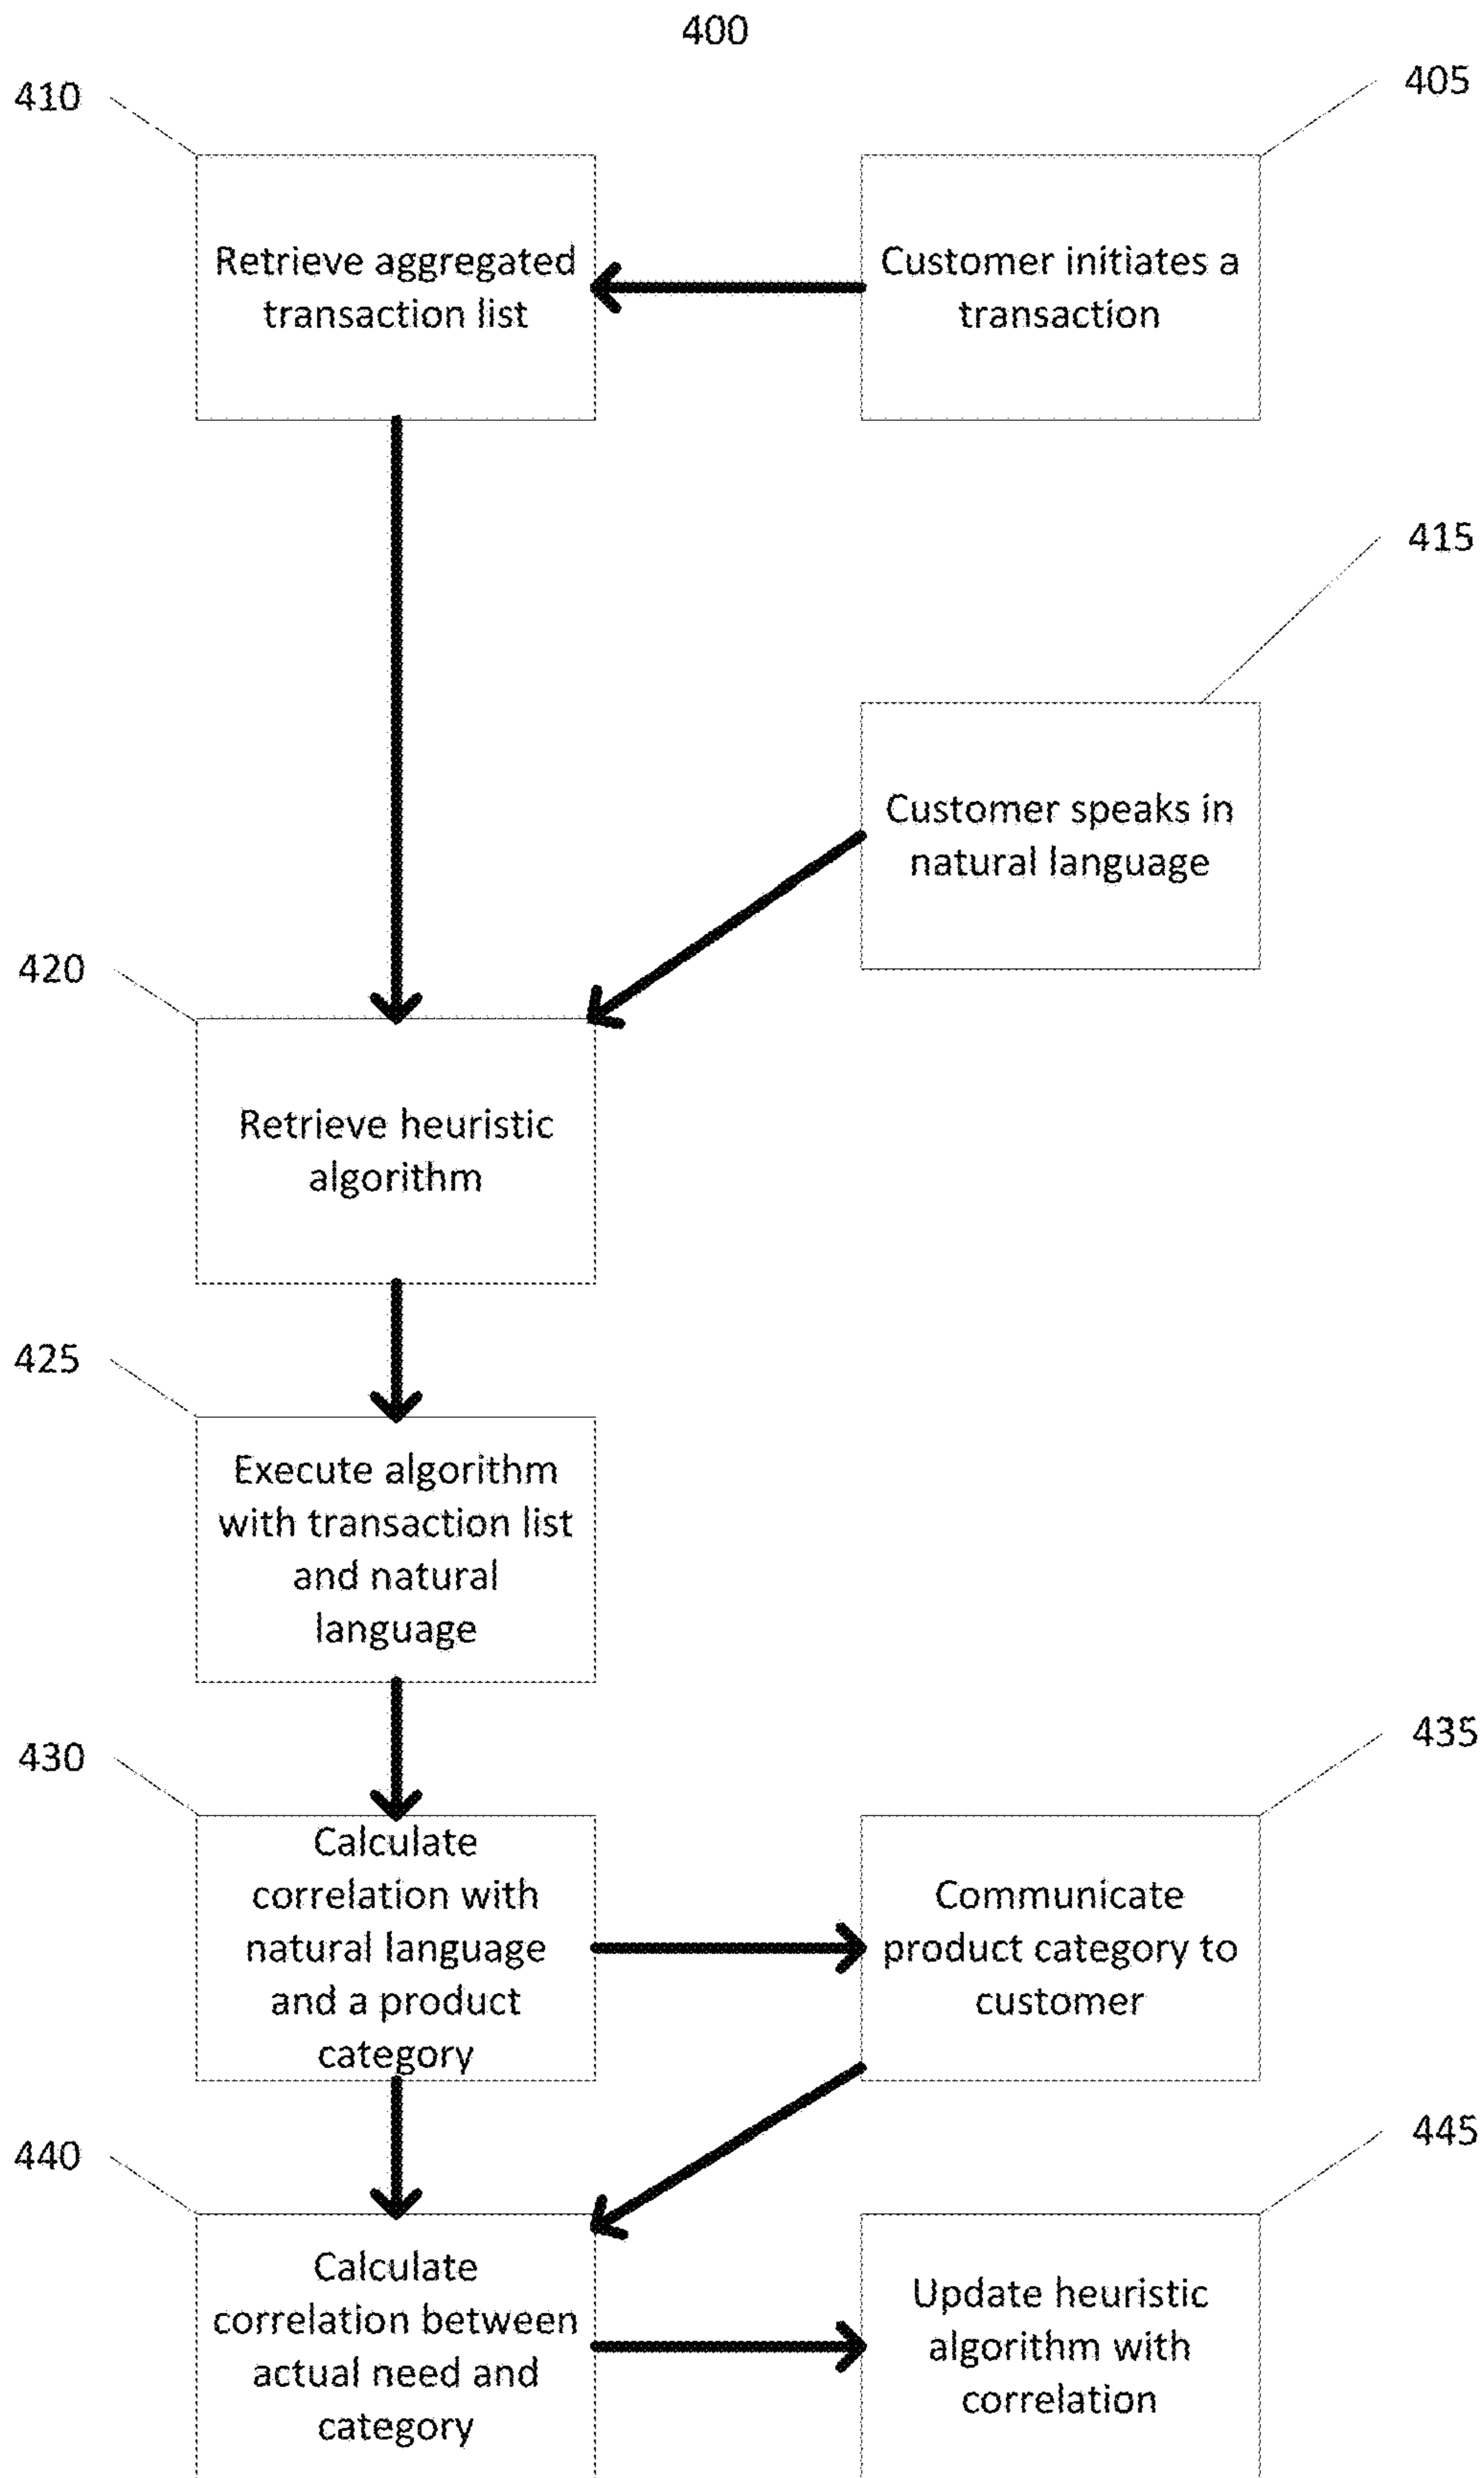 400
410
405
Retrieve aggregated
transaction list
Customer initiates a
transaction
415
Customer speaks in
natural language
420
Retrieve heuristic
algorithm
425
Execute algorithm
with transaction list
and natural
language
430
435
Calculate
correlation with
natural language
and a product
category
Communicate
product category to
customer
440
445
Calculate
correlation between
actual need and
category
Update heuristic
algorithm with
correlation